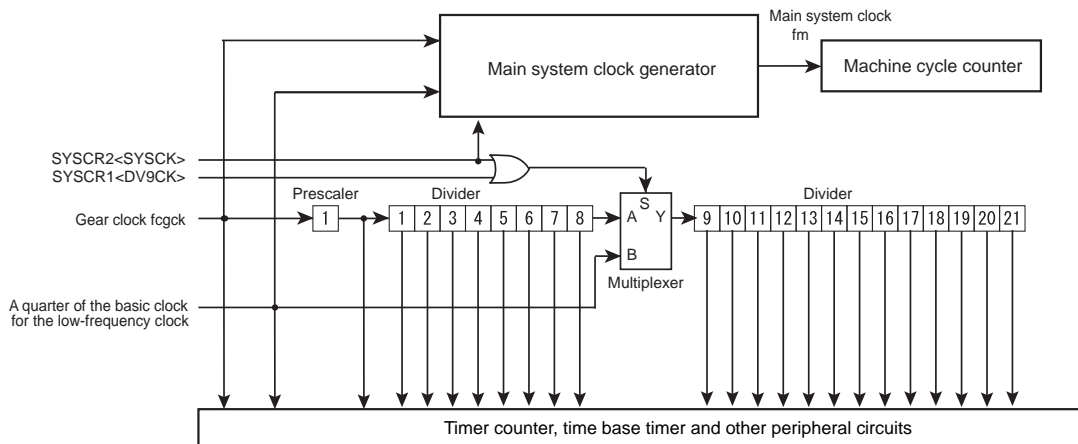 Main system clock
fm
Main system clock generator
Machine cycle counter
SYSCR2<SYSCK>
SYSCR1<DV9CK>
Prescaler
Divider
S
Divider
Gear clock fcgck
1
1 2 3 4 5 6 7 8
A
Y
9 10 11 12 13 14 15 16 17 18 19 20 21
B
Multiplexer
A quarter of the basic clock
for the low-frequency clock
Timer counter, time base timer and other peripheral circuits